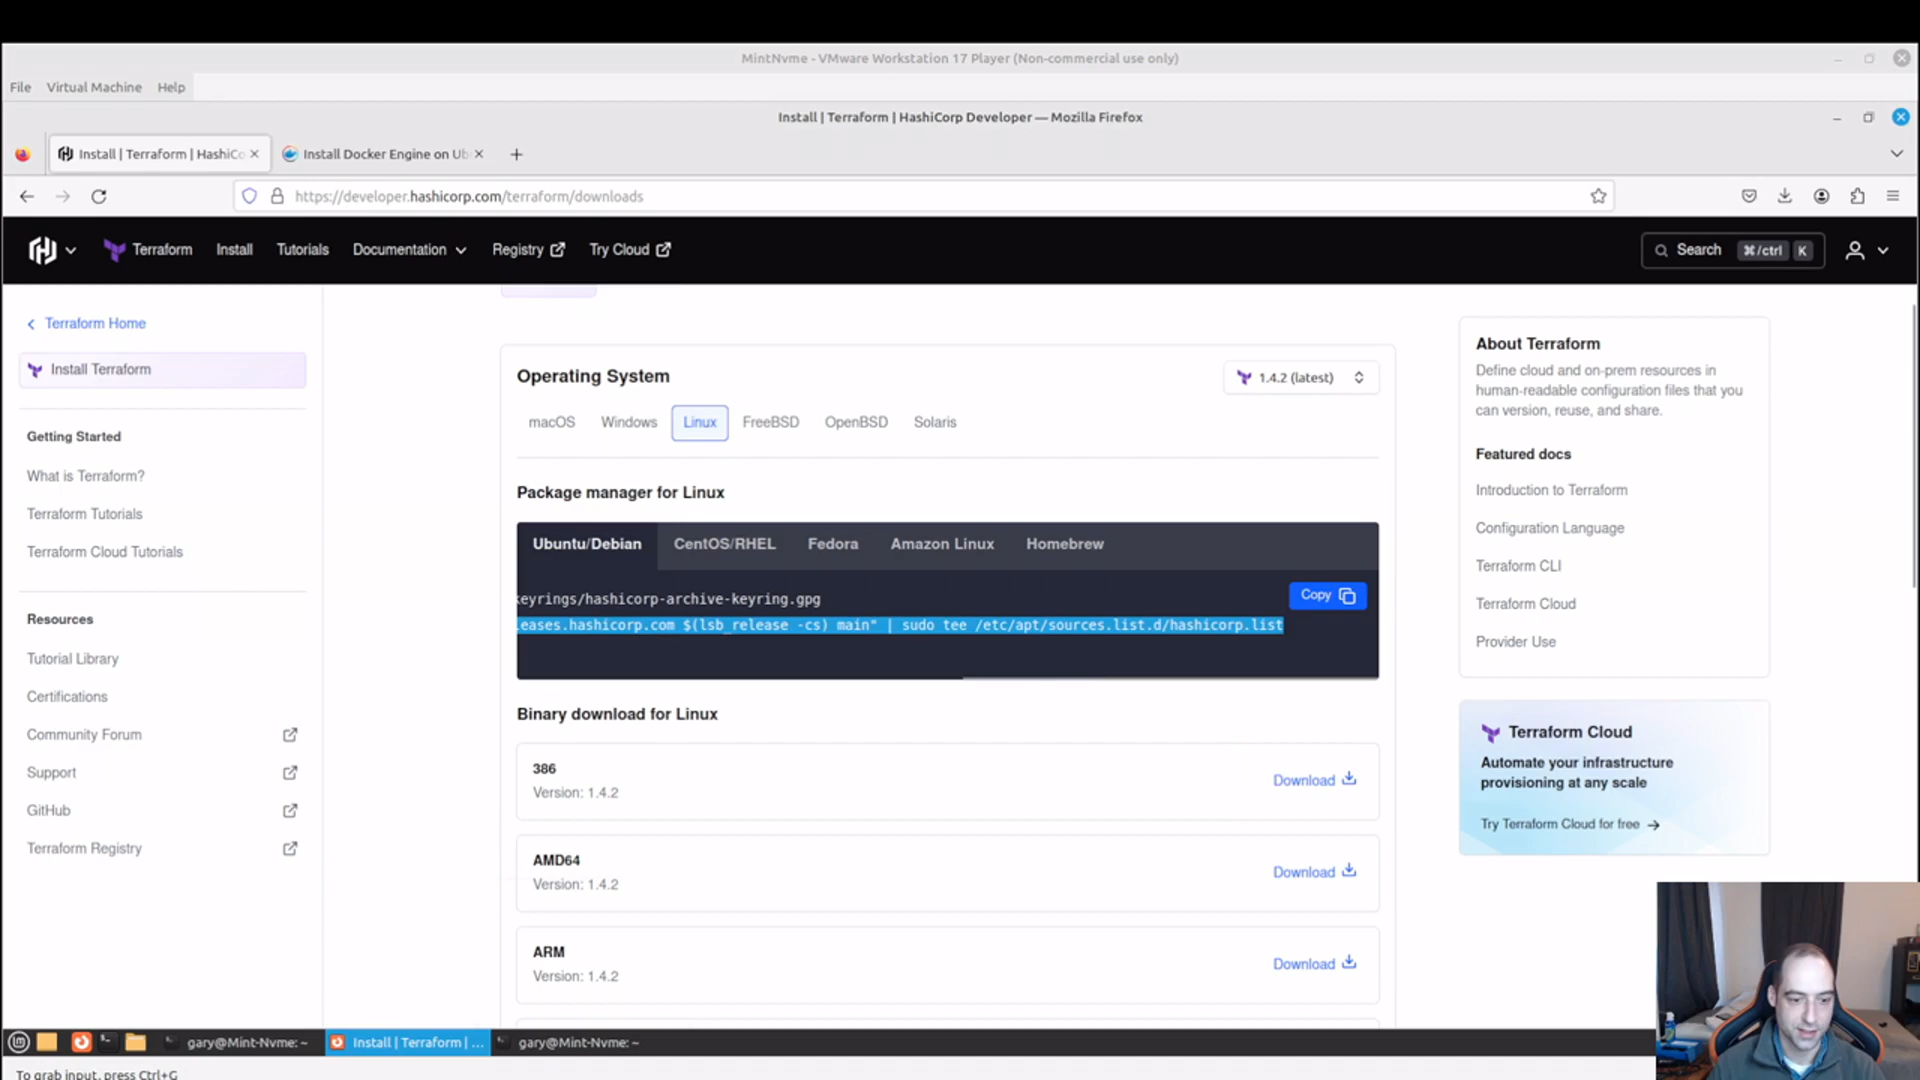 MintNvme - VMware Workstation 17 Player (Non-commercial use only)
File Virtual Machine Help
Install | Terraform | HashiCorp Developer — Mozilla Firefox
Install | Terraform | HashiCo
Install Docker Engine on Ub
https://developer.hashicorp.com/terraform/downloads
Terraform Install Tutorials Documentation Registry Try Cloud Search ⌘/ctrl K
Terraform Home
Install Terraform
Getting Started
What is Terraform?
Terraform Tutorials
Terraform Cloud Tutorials
Resources
Tutorial Library
Certifications
Community Forum
Support
GitHub
Terraform Registry
Operating System
1.4.2 (latest)
macOS Windows Linux FreeBSD OpenBSD Solaris
Package manager for Linux
Ubuntu/Debian CentOS/RHEL Fedora Amazon Linux Homebrew
keyrings/hashicorp-archive-keyring.gpg
Copy
leases.hashicorp.com $(lsb_release -cs) main" | sudo tee /etc/apt/sources.list.d/hashicorp.list
Binary download for Linux
386
Version: 1.4.2
Download
AMD64
Version: 1.4.2
Download
ARM
Version: 1.4.2
Download
About Terraform
Define cloud and on-prem resources in
human-readable configuration files that you
can version, reuse, and share.
Featured docs
Introduction to Terraform
Configuration Language
Terraform CLI
Terraform Cloud
Provider Use
Terraform Cloud
Automate your infrastructure
provisioning at any scale
Try Terraform Cloud for free
gary@Mint-Nvme: ~
Install | Terraform | ...
gary@Mint-Nvme: ~
To grab input, press Ctrl+G